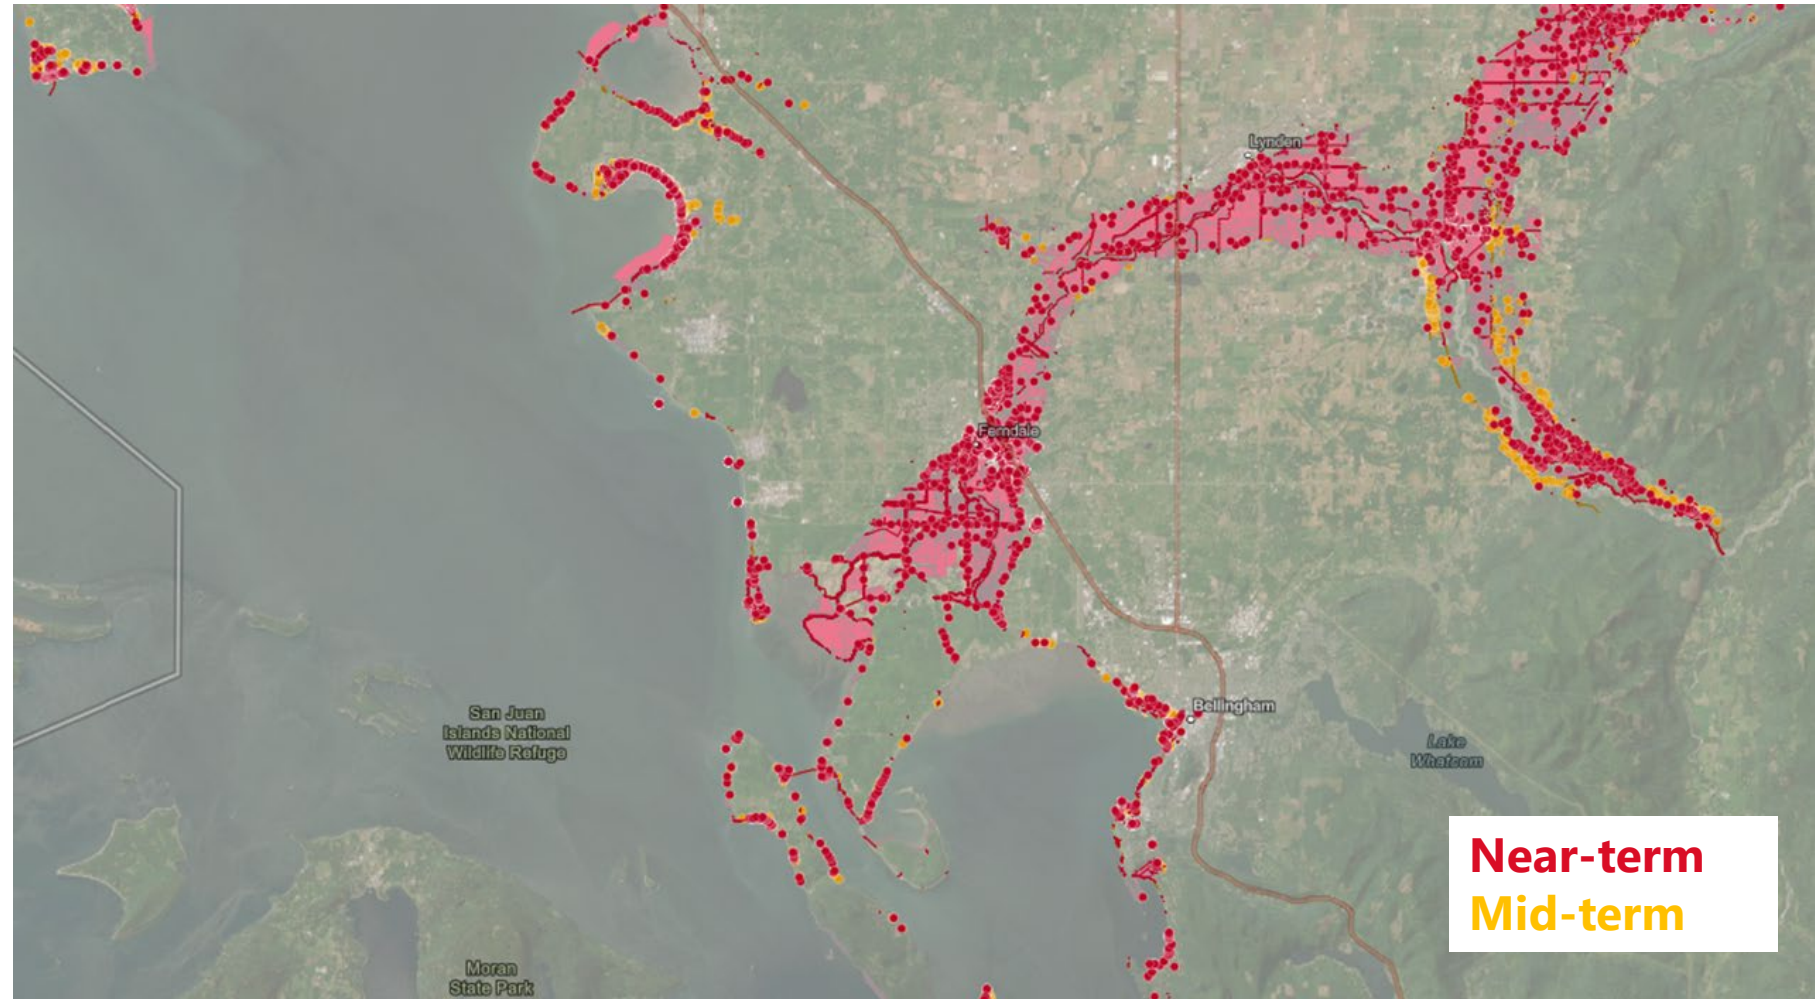 Lynden
Ferndale
Bellingham
San Juan
Islands National
Wildlife Refuge
Lake
Whatcom
Near-term
Mid-term
Moran
State Park